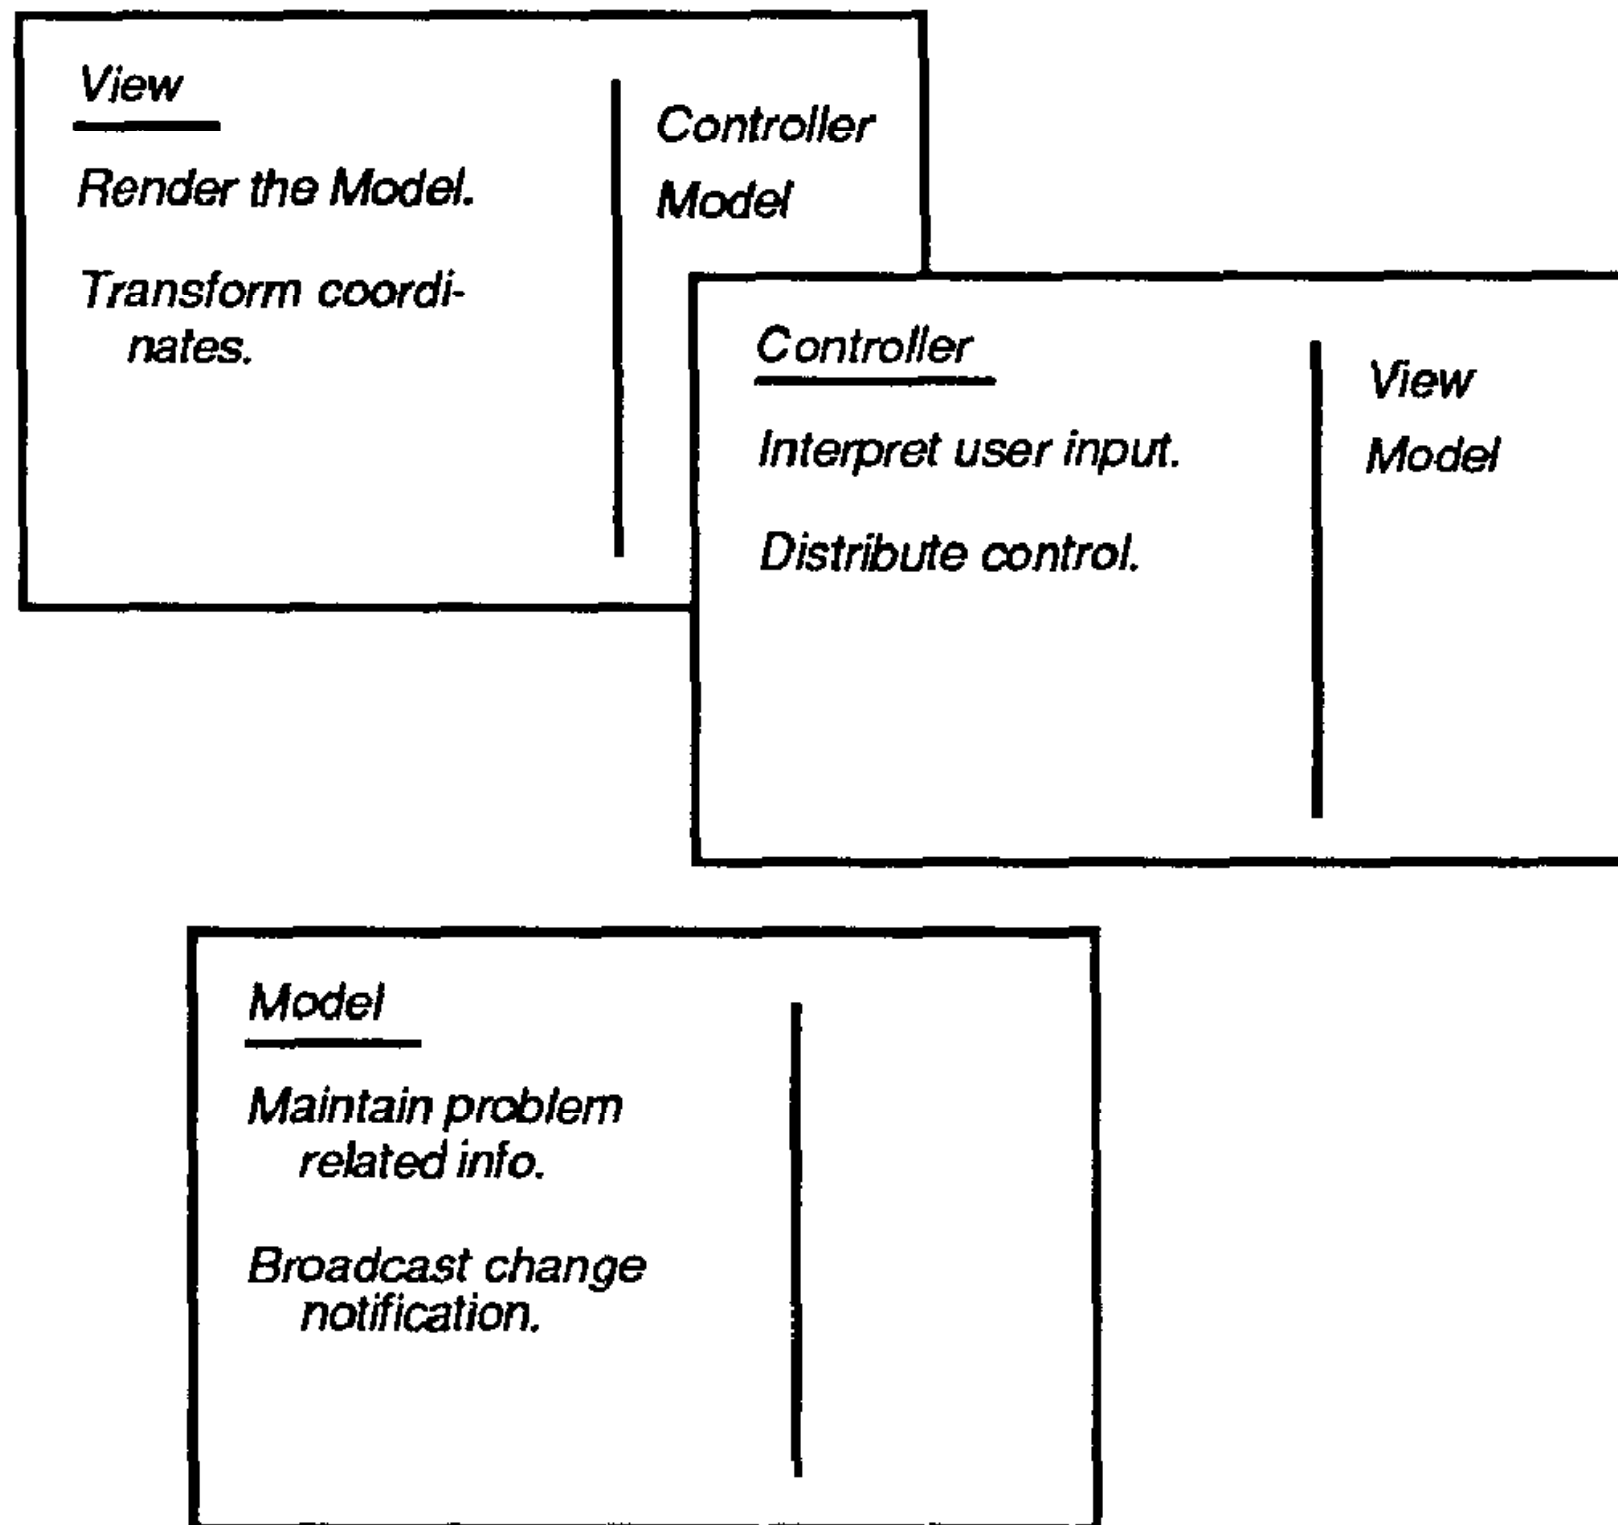 View
Render the Model.
Transform coordi-
nates.
Controller
Model
Controller
Interpret user input.
Distribute control.
View
Model
Model
Maintain problem
related info.
Broadcast change
notification.